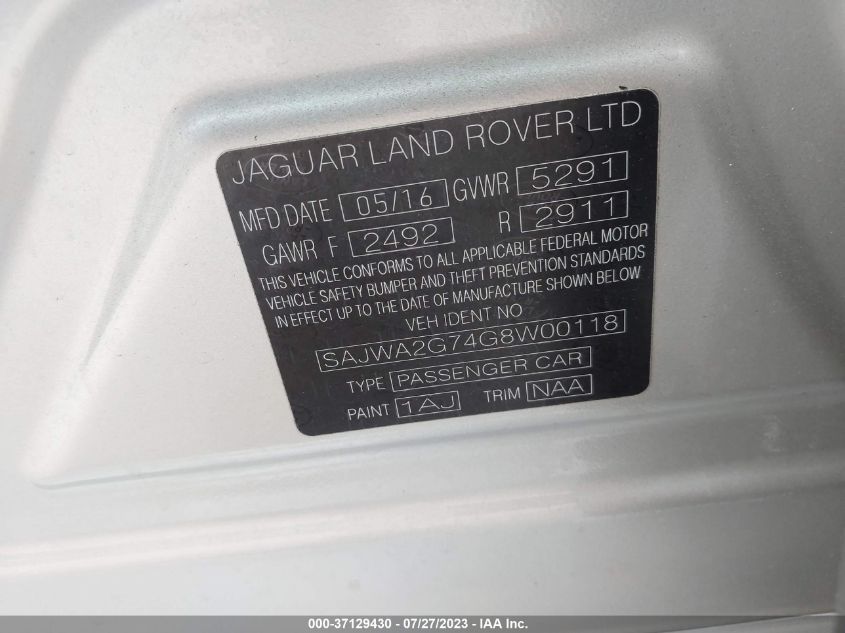 JAGUAR LAND ROVER LTD
MFD DATE 05/16 GVWR 5291
GAWR F 2492 R 2911
THIS VEHICLE CONFORMS TO ALL APPLICABLE FEDERAL MOTOR
VEHICLE SAFETY BUMPER AND THEFT PREVENTION STANDARDS
IN EFFECT UP TO THE DATE OF MANUFACTURE SHOWN BELOW
VEH IDENT NO
SAJWA2G74G8W00118
TYPE PASSENGER CAR
PAINT 1AJ TRIM NAA
000-37129430 - 07/27/2023 - IAA Inc.